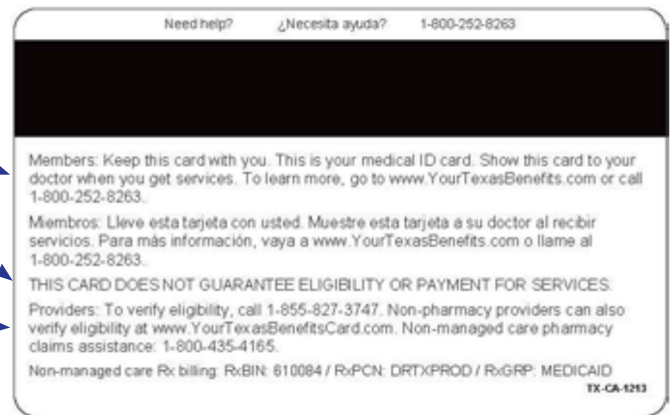 Need help? ¿Necesita ayuda? 1-800-252-8263
Members: Keep this card with you. This is your medical ID card. Show this card to your
doctor when you get services. To learn more, go to www.YourTexasBenefits.com or call
1-800-252-8263.
Miembros: Lleve esta tarjeta con usted. Muestre esta tarjeta a su doctor al recibir
servicios. Para más información, vaya a www.YourTexasBenefits.com o llame al
1-800-252-8263.
THIS CARD DOES NOT GUARANTEE ELIGIBILITY OR PAYMENT FOR SERVICES.
Providers: To verify eligibility, call 1-855-827-3747. Non-pharmacy providers can also
verify eligibility at www.YourTexasBenefitsCard.com. Non-managed care pharmacy
claims assistance: 1-800-435-4165.
Non-managed care Rx billing: RxBIN: 610084 / RxPCN: DRTXPROD / RxGRP: MEDICAID
TX-CA-1213